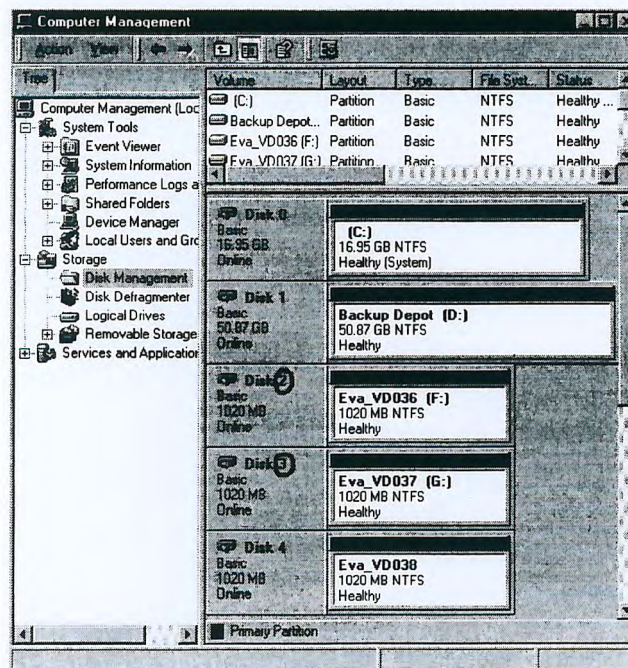 Computer Management
Action View
Tree
Computer Management (Loc
System Tools
Event Viewer
System Information
Performance Logs a
Shared Folders
Device Manager
Local Users and Gro
Storage
Disk Management
Disk Defragmenter
Logical Drives
Removable Storage
Services and Application
Volume Layout Type File Syst... Status
(C:) Partition Basic NTFS Healthy ...
Backup Depot... Partition Basic NTFS Healthy
Eva_VD036 (F:) Partition Basic NTFS Healthy
Eva_VD037 (G:) Partition Basic NTFS Healthy
Disk 0
Basic
16.95 GB
Online
(C:)
16.95 GB NTFS
Healthy (System)
Disk 1
Basic
50.87 GB
Online
Backup Depot (D:)
50.87 GB NTFS
Healthy
Disk 2
Basic
1020 MB
Online
Eva_VD036 (F:)
1020 MB NTFS
Healthy
Disk 3
Basic
1020 MB
Online
Eva_VD037 (G:)
1020 MB NTFS
Healthy
Disk 4
Basic
1020 MB
Online
Eva_VD038
1020 MB NTFS
Healthy
Primary Partition